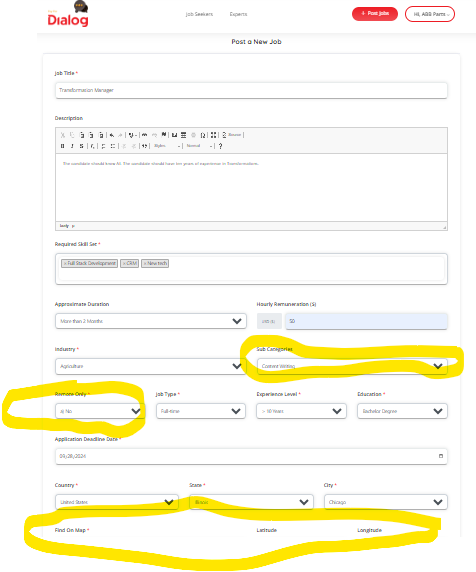 Dialog
Job Seekers Experts + Post Jobs Hi, ABB Parts
Post a New Job
Job Title *
Transformation Manager
Description
Source
Styles Normal ?
The candidate should know AI. The candidate should have ten years of experience in Transformations.
body p
Required Skill Set *
× Full Stack Development × CRM × New tech
Approximate Duration Hourly Remuneration ($)
More than 2 Months USD ($) 50
Industry * Sub Categories
Agriculture Content Writing
Remote Only * Job Type * Experience Level * Education *
No Full-time > 10 Years Bachelor Degree
Application Deadline Date *
09/28/2024
Country * State * City *
United States Illinois Chicago
Find On Map * Latitude Longitude